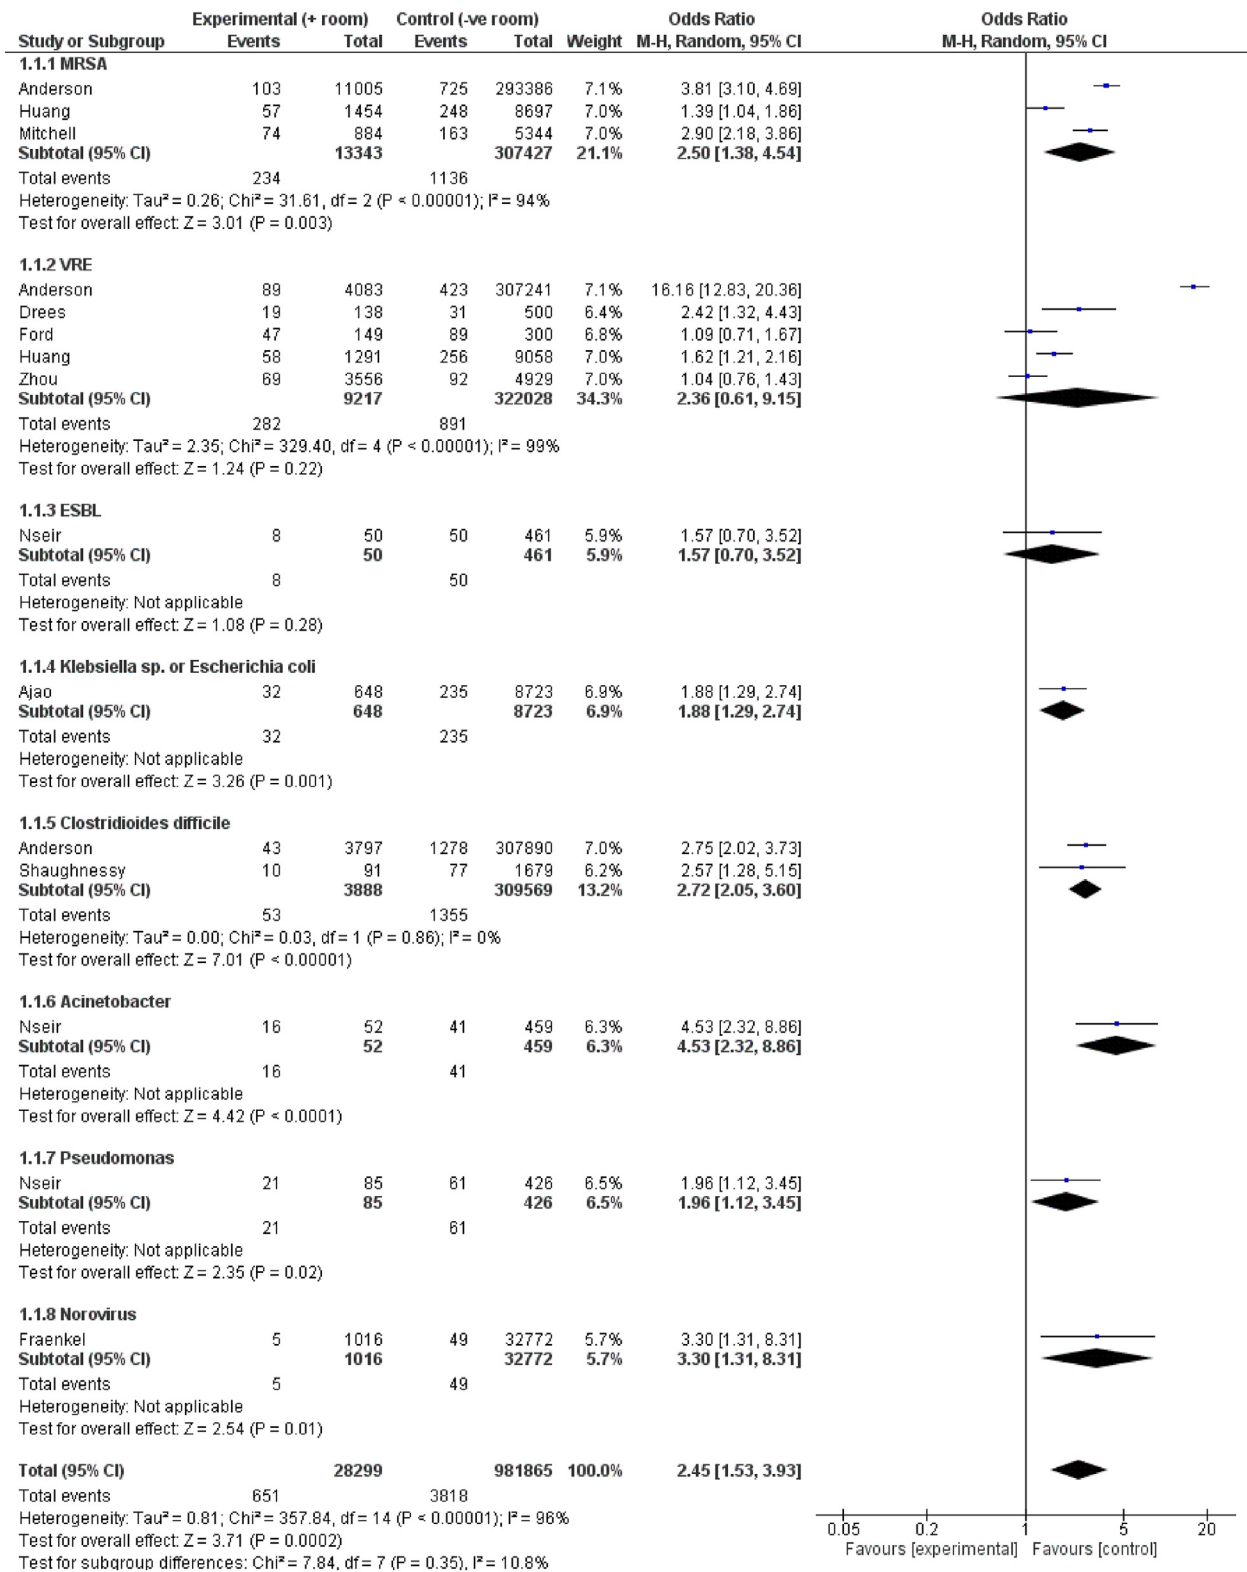 Experimental (+ room) Control (-ve room) Odds Ratio Odds Ratio
Study or Subgroup Events Total Events Total Weight M-H, Random, 95% CI M-H, Random, 95% CI
1.1.1 MRSA
Anderson 103 11005 725 293386 7.1% 3.81 [3.10, 4.69]
Huang 57 1454 248 8697 7.0% 1.39 [1.04, 1.86]
Mitchell 74 884 163 5344 7.0% 2.90 [2.18, 3.86]
Subtotal (95% CI) 13343 307427 21.1% 2.50 [1.38, 4.54]
Total events 234 1136
Heterogeneity: Tau² = 0.26; Chi² = 31.61, df = 2 (P < 0.00001); I² = 94%
Test for overall effect: Z = 3.01 (P = 0.003)
1.1.2 VRE
Anderson 89 4083 423 307241 7.1% 16.16 [12.83, 20.36]
Drees 19 138 31 500 6.4% 2.42 [1.32, 4.43]
Ford 47 149 89 300 6.8% 1.09 [0.71, 1.67]
Huang 58 1291 256 9058 7.0% 1.62 [1.21, 2.16]
Zhou 69 3556 92 4929 7.0% 1.04 [0.76, 1.43]
Subtotal (95% CI) 9217 322028 34.3% 2.36 [0.61, 9.15]
Total events 282 891
Heterogeneity: Tau² = 2.35; Chi² = 329.40, df = 4 (P < 0.00001); I² = 99%
Test for overall effect: Z = 1.24 (P = 0.22)
1.1.3 ESBL
Nseir 8 50 50 461 5.9% 1.57 [0.70, 3.52]
Subtotal (95% CI) 50 461 5.9% 1.57 [0.70, 3.52]
Total events 8 50
Heterogeneity: Not applicable
Test for overall effect: Z = 1.08 (P = 0.28)
1.1.4 Klebsiella sp. or Escherichia coli
Ajao 32 648 235 8723 6.9% 1.88 [1.29, 2.74]
Subtotal (95% CI) 648 8723 6.9% 1.88 [1.29, 2.74]
Total events 32 235
Heterogeneity: Not applicable
Test for overall effect: Z = 3.26 (P = 0.001)
1.1.5 Clostridioides difficile
Anderson 43 3797 1278 307890 7.0% 2.75 [2.02, 3.73]
Shaughnessy 10 91 77 1679 6.2% 2.57 [1.28, 5.15]
Subtotal (95% CI) 3888 309569 13.2% 2.72 [2.05, 3.60]
Total events 53 1355
Heterogeneity: Tau² = 0.00; Chi² = 0.03, df = 1 (P = 0.86); I² = 0%
Test for overall effect: Z = 7.01 (P < 0.00001)
1.1.6 Acinetobacter
Nseir 16 52 41 459 6.3% 4.53 [2.32, 8.86]
Subtotal (95% CI) 52 459 6.3% 4.53 [2.32, 8.86]
Total events 16 41
Heterogeneity: Not applicable
Test for overall effect: Z = 4.42 (P < 0.0001)
1.1.7 Pseudomonas
Nseir 21 85 61 426 6.5% 1.96 [1.12, 3.45]
Subtotal (95% CI) 85 426 6.5% 1.96 [1.12, 3.45]
Total events 21 61
Heterogeneity: Not applicable
Test for overall effect: Z = 2.35 (P = 0.02)
1.1.8 Norovirus
Fraenkel 5 1016 49 32772 5.7% 3.30 [1.31, 8.31]
Subtotal (95% CI) 1016 32772 5.7% 3.30 [1.31, 8.31]
Total events 5 49
Heterogeneity: Not applicable
Test for overall effect: Z = 2.54 (P = 0.01)
Total (95% CI) 28299 981865 100.0% 2.45 [1.53, 3.93]
Total events 651 3818
Heterogeneity: Tau² = 0.81; Chi² = 357.84, df = 14 (P < 0.00001); I² = 96%
Test for overall effect: Z = 3.71 (P = 0.0002)
Test for subgroup differences: Chi² = 7.84, df = 7 (P = 0.35), I² = 10.8%
0.05 0.2 1 5 20
Favours [experimental] Favours [control]